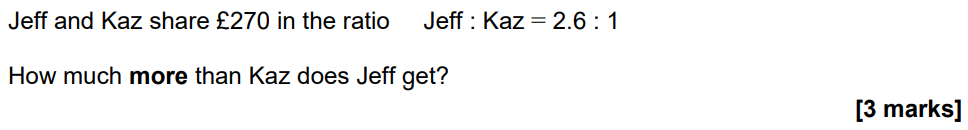 Jeff and Kaz share £270 in the ratio Jeff : Kaz = 2.6 : 1
How much more than Kaz does Jeff get?
[3 marks]